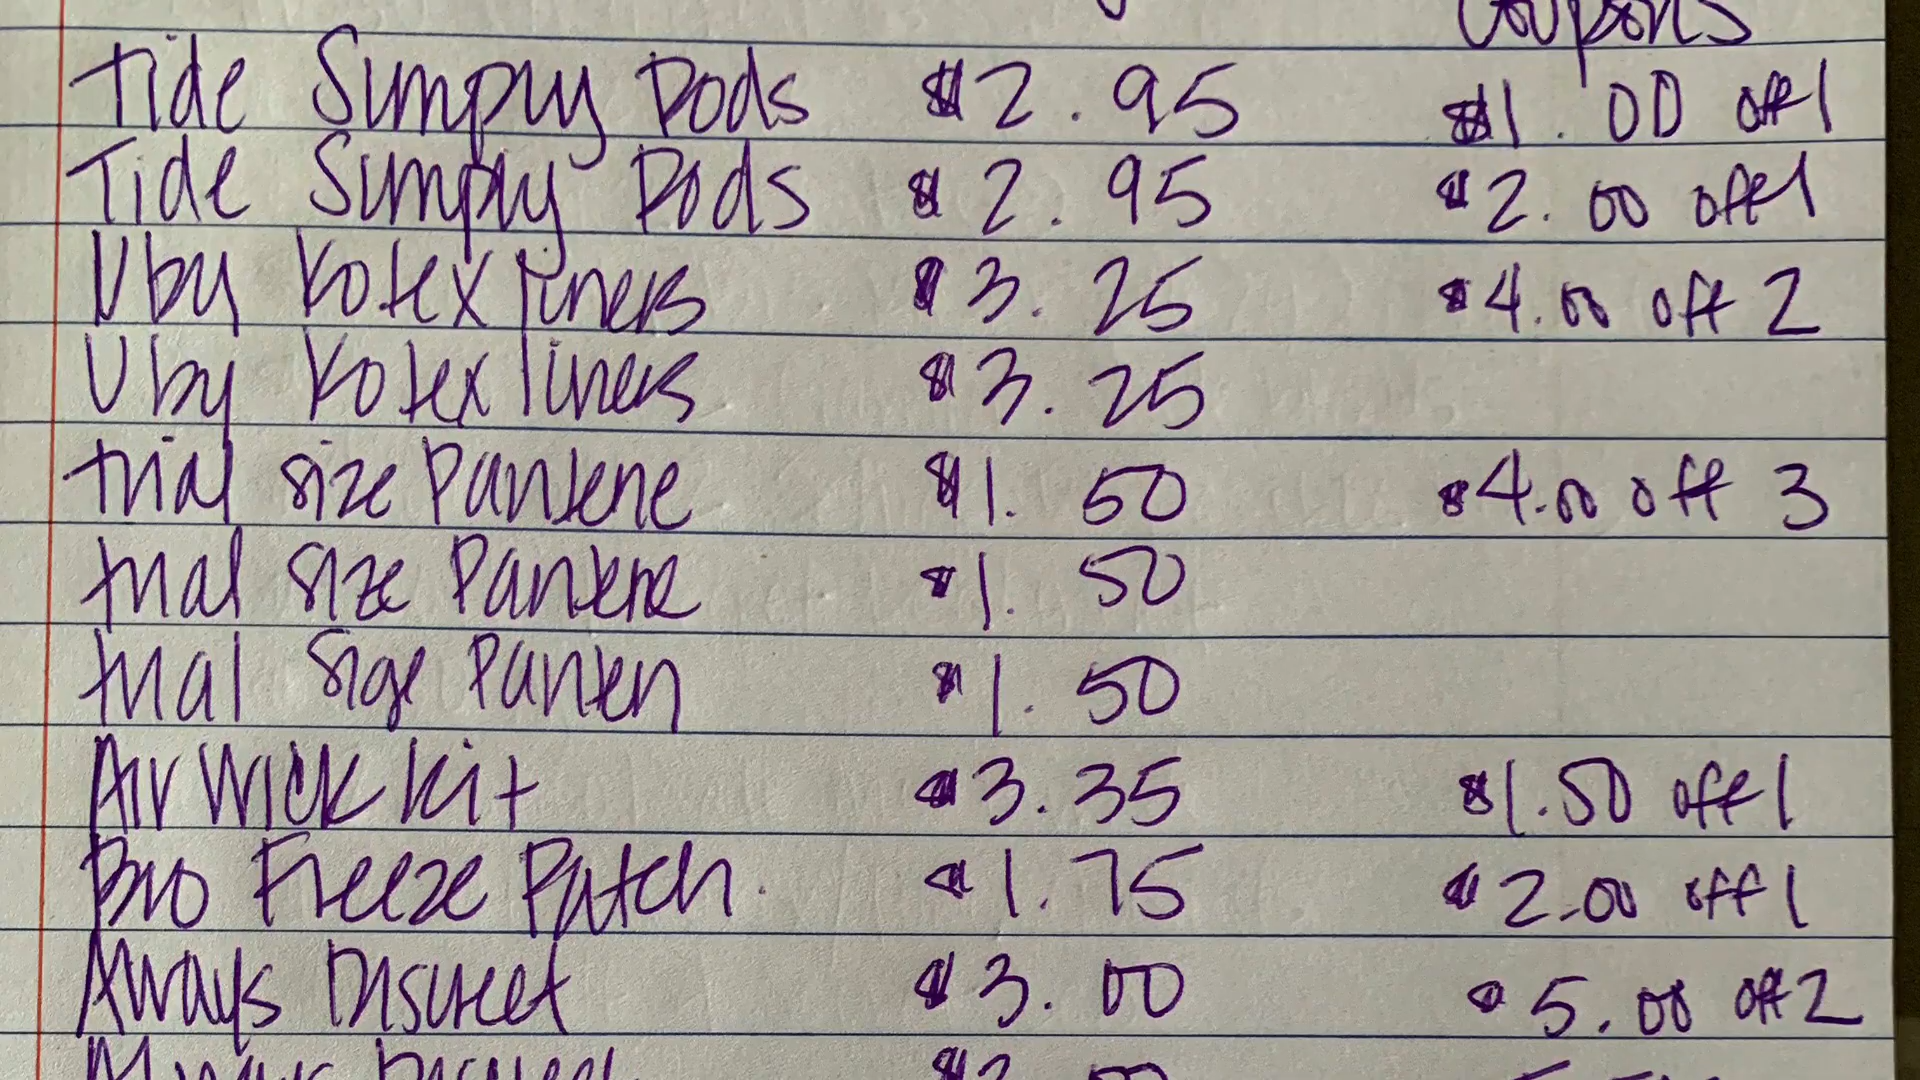 Coupons
Tide Simply Pods $2.95 $1.00 off 1
Tide Simply Pods $2.95 $2.00 off 1
U by Kotex liners $3.25 $4.00 off 2
U by Kotex liners $3.25
trial size Pantene $1.50 $4.00 off 3
trial size Pantene $1.50
trial Size Panten $1.50
Air Wick Kit $3.35 $1.50 off 1
Bio Freeze Patch $1.75 $2.00 off 1
Always Discreet $3.00 $5.00 off 2
Always Discreet